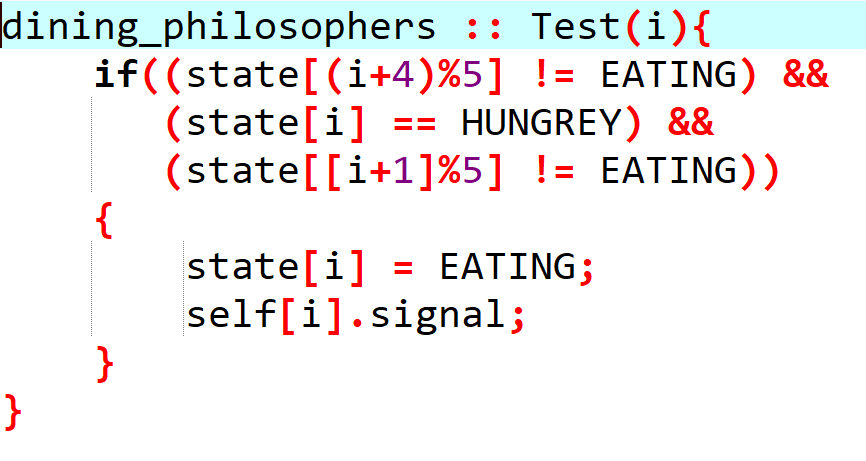 dining_philosophers :: Test(i){
    if((state[(i+4)%5] != EATING) &&
       (state[i] == HUNGREY) &&
       (state[[i+1]%5] != EATING))
    {
        state[i] = EATING;
        self[i].signal;
    }
}